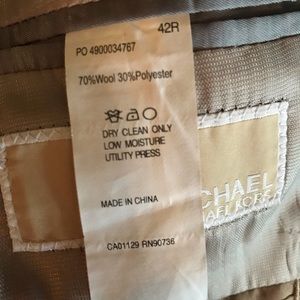 42R
PO 4900034767
70%Wool 30%Polyester
DRY CLEAN ONLY
LOW MOISTURE
UTILITY PRESS
MADE IN CHINA
CA01129 RN90736